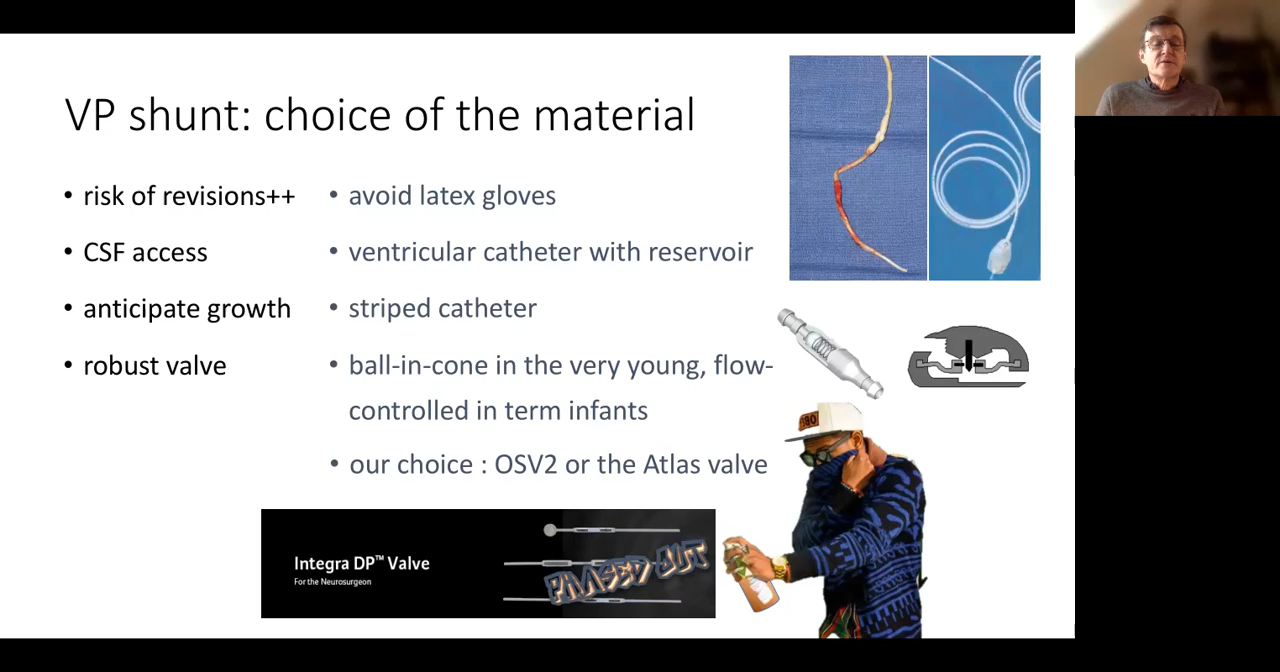 VP shunt: choice of the material
• risk of revisions++
• CSF access
• anticipate growth
• robust valve
• avoid latex gloves
• ventricular catheter with reservoir
• striped catheter
• ball-in-cone in the very young, flow-
controlled in term infants
• our choice : OSV2 or the Atlas valve
Integra DP™ Valve
For the Neurosurgeon
PHASED OUT